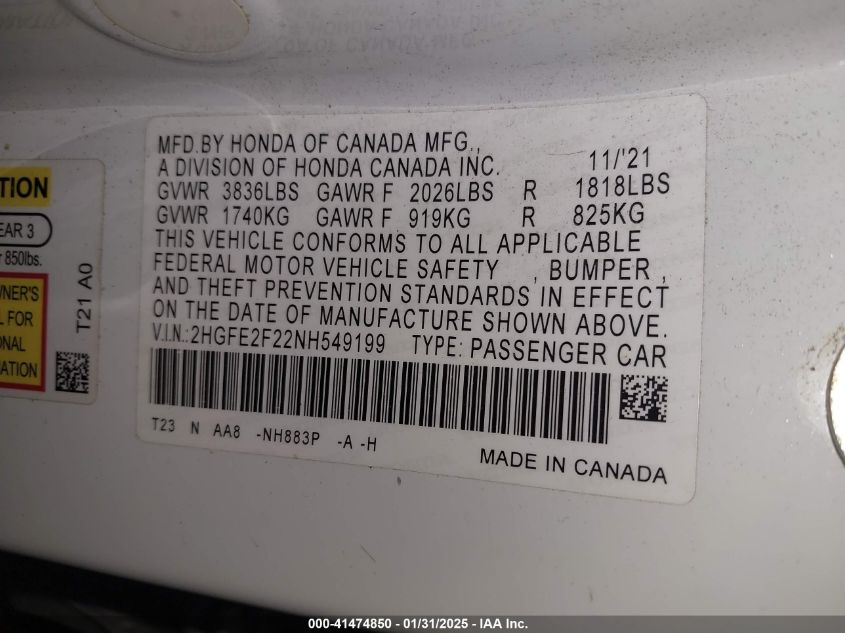 MFD.BY HONDA OF CANADA MFG.,
A DIVISION OF HONDA CANADA INC. 11/'21
GVWR 3836LBS GAWR F 2026LBS R 1818LBS
GVWR 1740KG GAWR F 919KG R 825KG
THIS VEHICLE CONFORMS TO ALL APPLICABLE
FEDERAL MOTOR VEHICLE SAFETY , BUMPER ,
AND THEFT PREVENTION STANDARDS IN EFFECT
ON THE DATE OF MANUFACTURE SHOWN ABOVE.
V.I.N.:2HGFE2F22NH549199 TYPE: PASSENGER CAR
T23 N AA8 -NH883P -A -H
MADE IN CANADA
TION
EAR 3
850lbs.
WNER'S
L FOR
ONAL
MATION
T21 A0
000-41474850 / 01/31/2025 - IAA Inc.